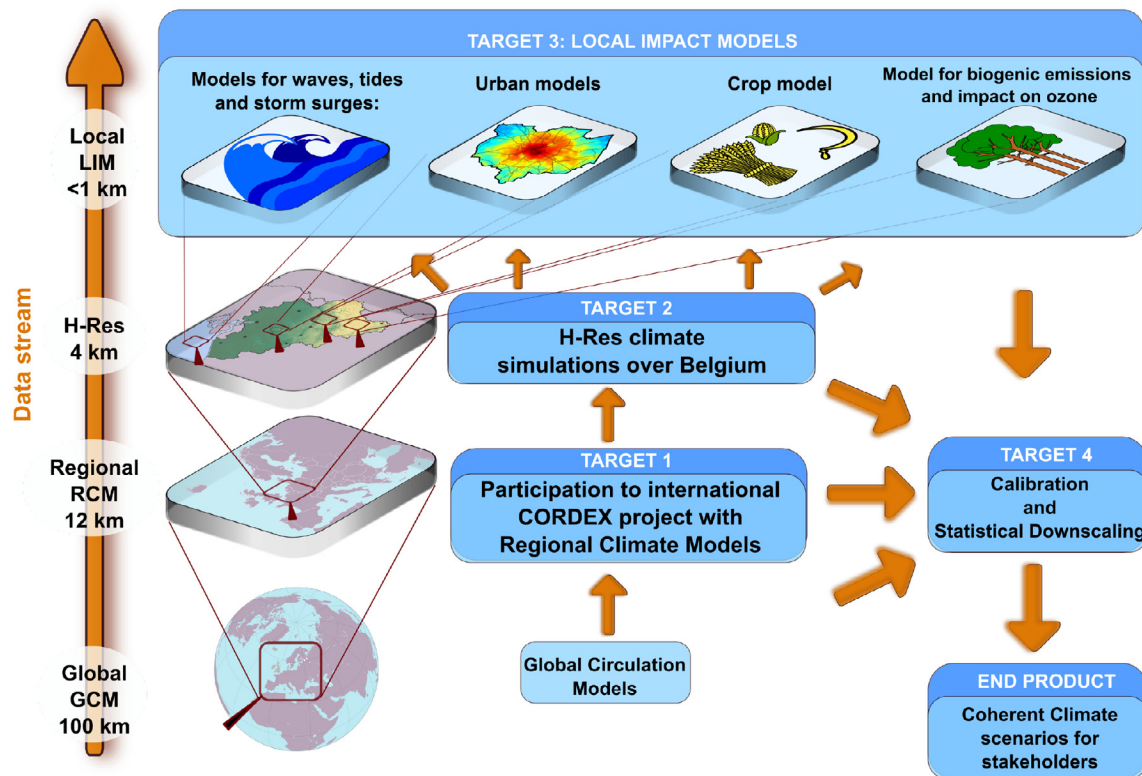 TARGET 3: LOCAL IMPACT MODELS
Models for waves, tides
and storm surges:
Urban models
Crop model
Model for biogenic emissions
and impact on ozone
Data stream
Local
LIM
<1 km
H-Res
4 km
Regional
RCM
12 km
Global
GCM
100 km
TARGET 2
H-Res climate
simulations over Belgium
TARGET 1
Participation to international
CORDEX project with
Regional Climate Models
Global Circulation
Models
TARGET 4
Calibration
and
Statistical Downscaling
END PRODUCT
Coherent Climate
scenarios for
stakeholders